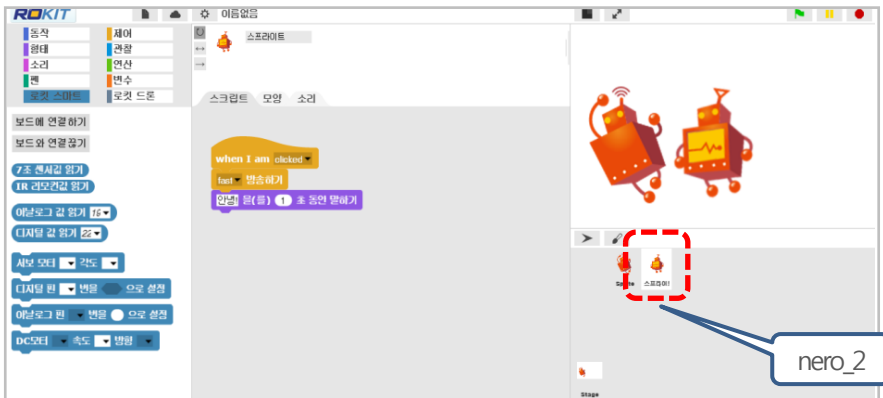 ROKIT
이름없음
동작
제어
형태
관찰
소리
연산
펜
변수
로킷 스마트
로킷 드론
스프라이트
스크립트 모양 소리
보드에 연결하기
보드와 연결끊기
7조 센서값 읽기
IR 리모컨값 읽기
아날로그 값 읽기 16
디지털 값 읽기 22
서보 모터 각도
디지털 핀 번을 으로 설정
아날로그 핀 번을 으로 설정
DC모터 속도 방향
when I am clicked
fast 방송하기
안녕! 을(를) 1 초 동안 말하기
Sprite
nero_2
Stage